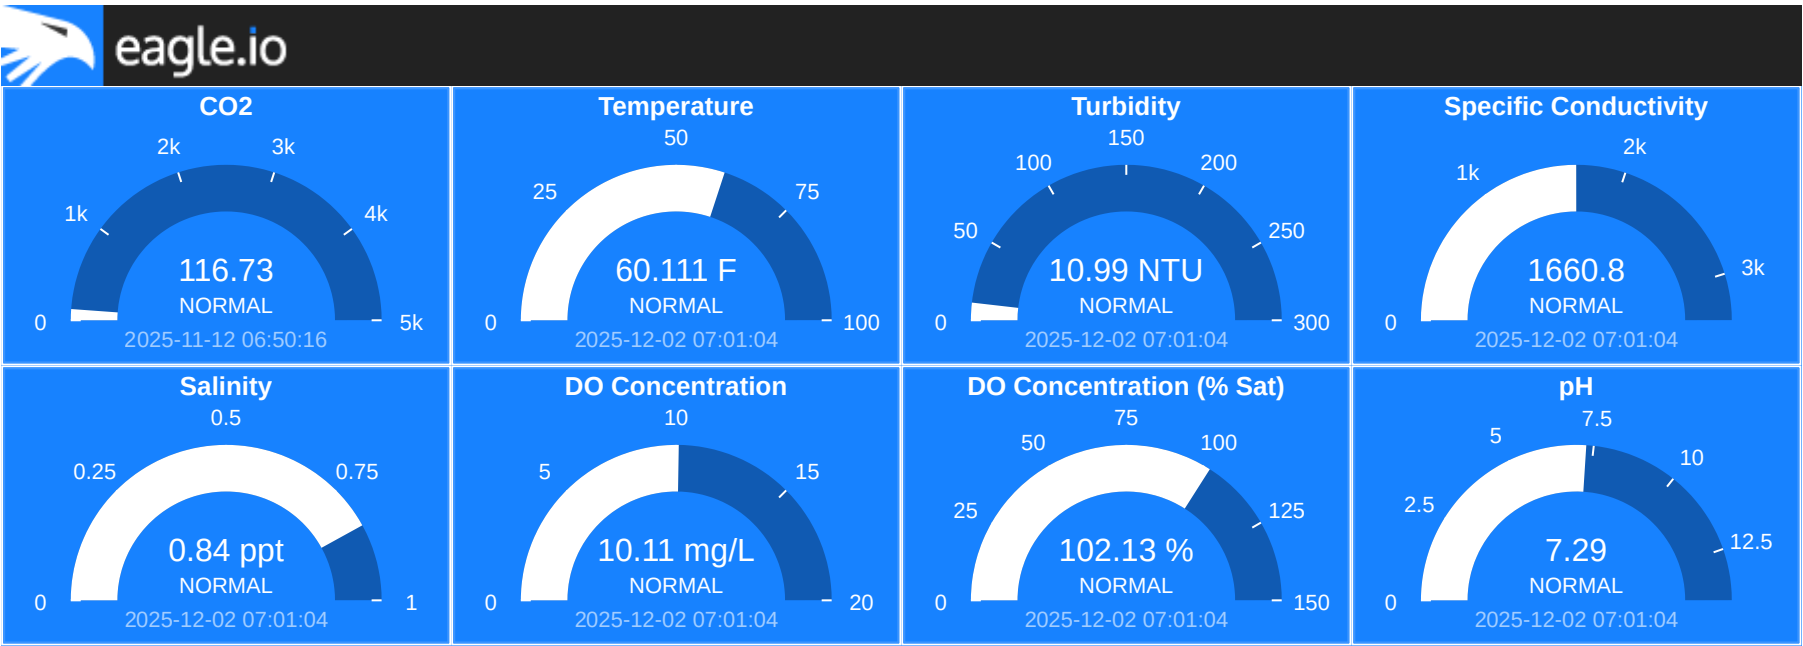 eagle.io
CO2
0
1k
2k
3k
4k
5k
116.73
NORMAL
2025-11-12 06:50:16
Temperature
0
25
50
75
100
60.111 F
NORMAL
2025-12-02 07:01:04
Turbidity
0
50
100
150
200
250
300
10.99 NTU
NORMAL
2025-12-02 07:01:04
Specific Conductivity
0
1k
2k
3k
1660.8
NORMAL
2025-12-02 07:01:04
Salinity
0
0.25
0.5
0.75
1
0.84 ppt
NORMAL
2025-12-02 07:01:04
DO Concentration
0
5
10
15
20
10.11 mg/L
NORMAL
2025-12-02 07:01:04
DO Concentration (% Sat)
0
25
50
75
100
125
150
102.13 %
NORMAL
2025-12-02 07:01:04
pH
0
2.5
5
7.5
10
12.5
7.29
NORMAL
2025-12-02 07:01:04